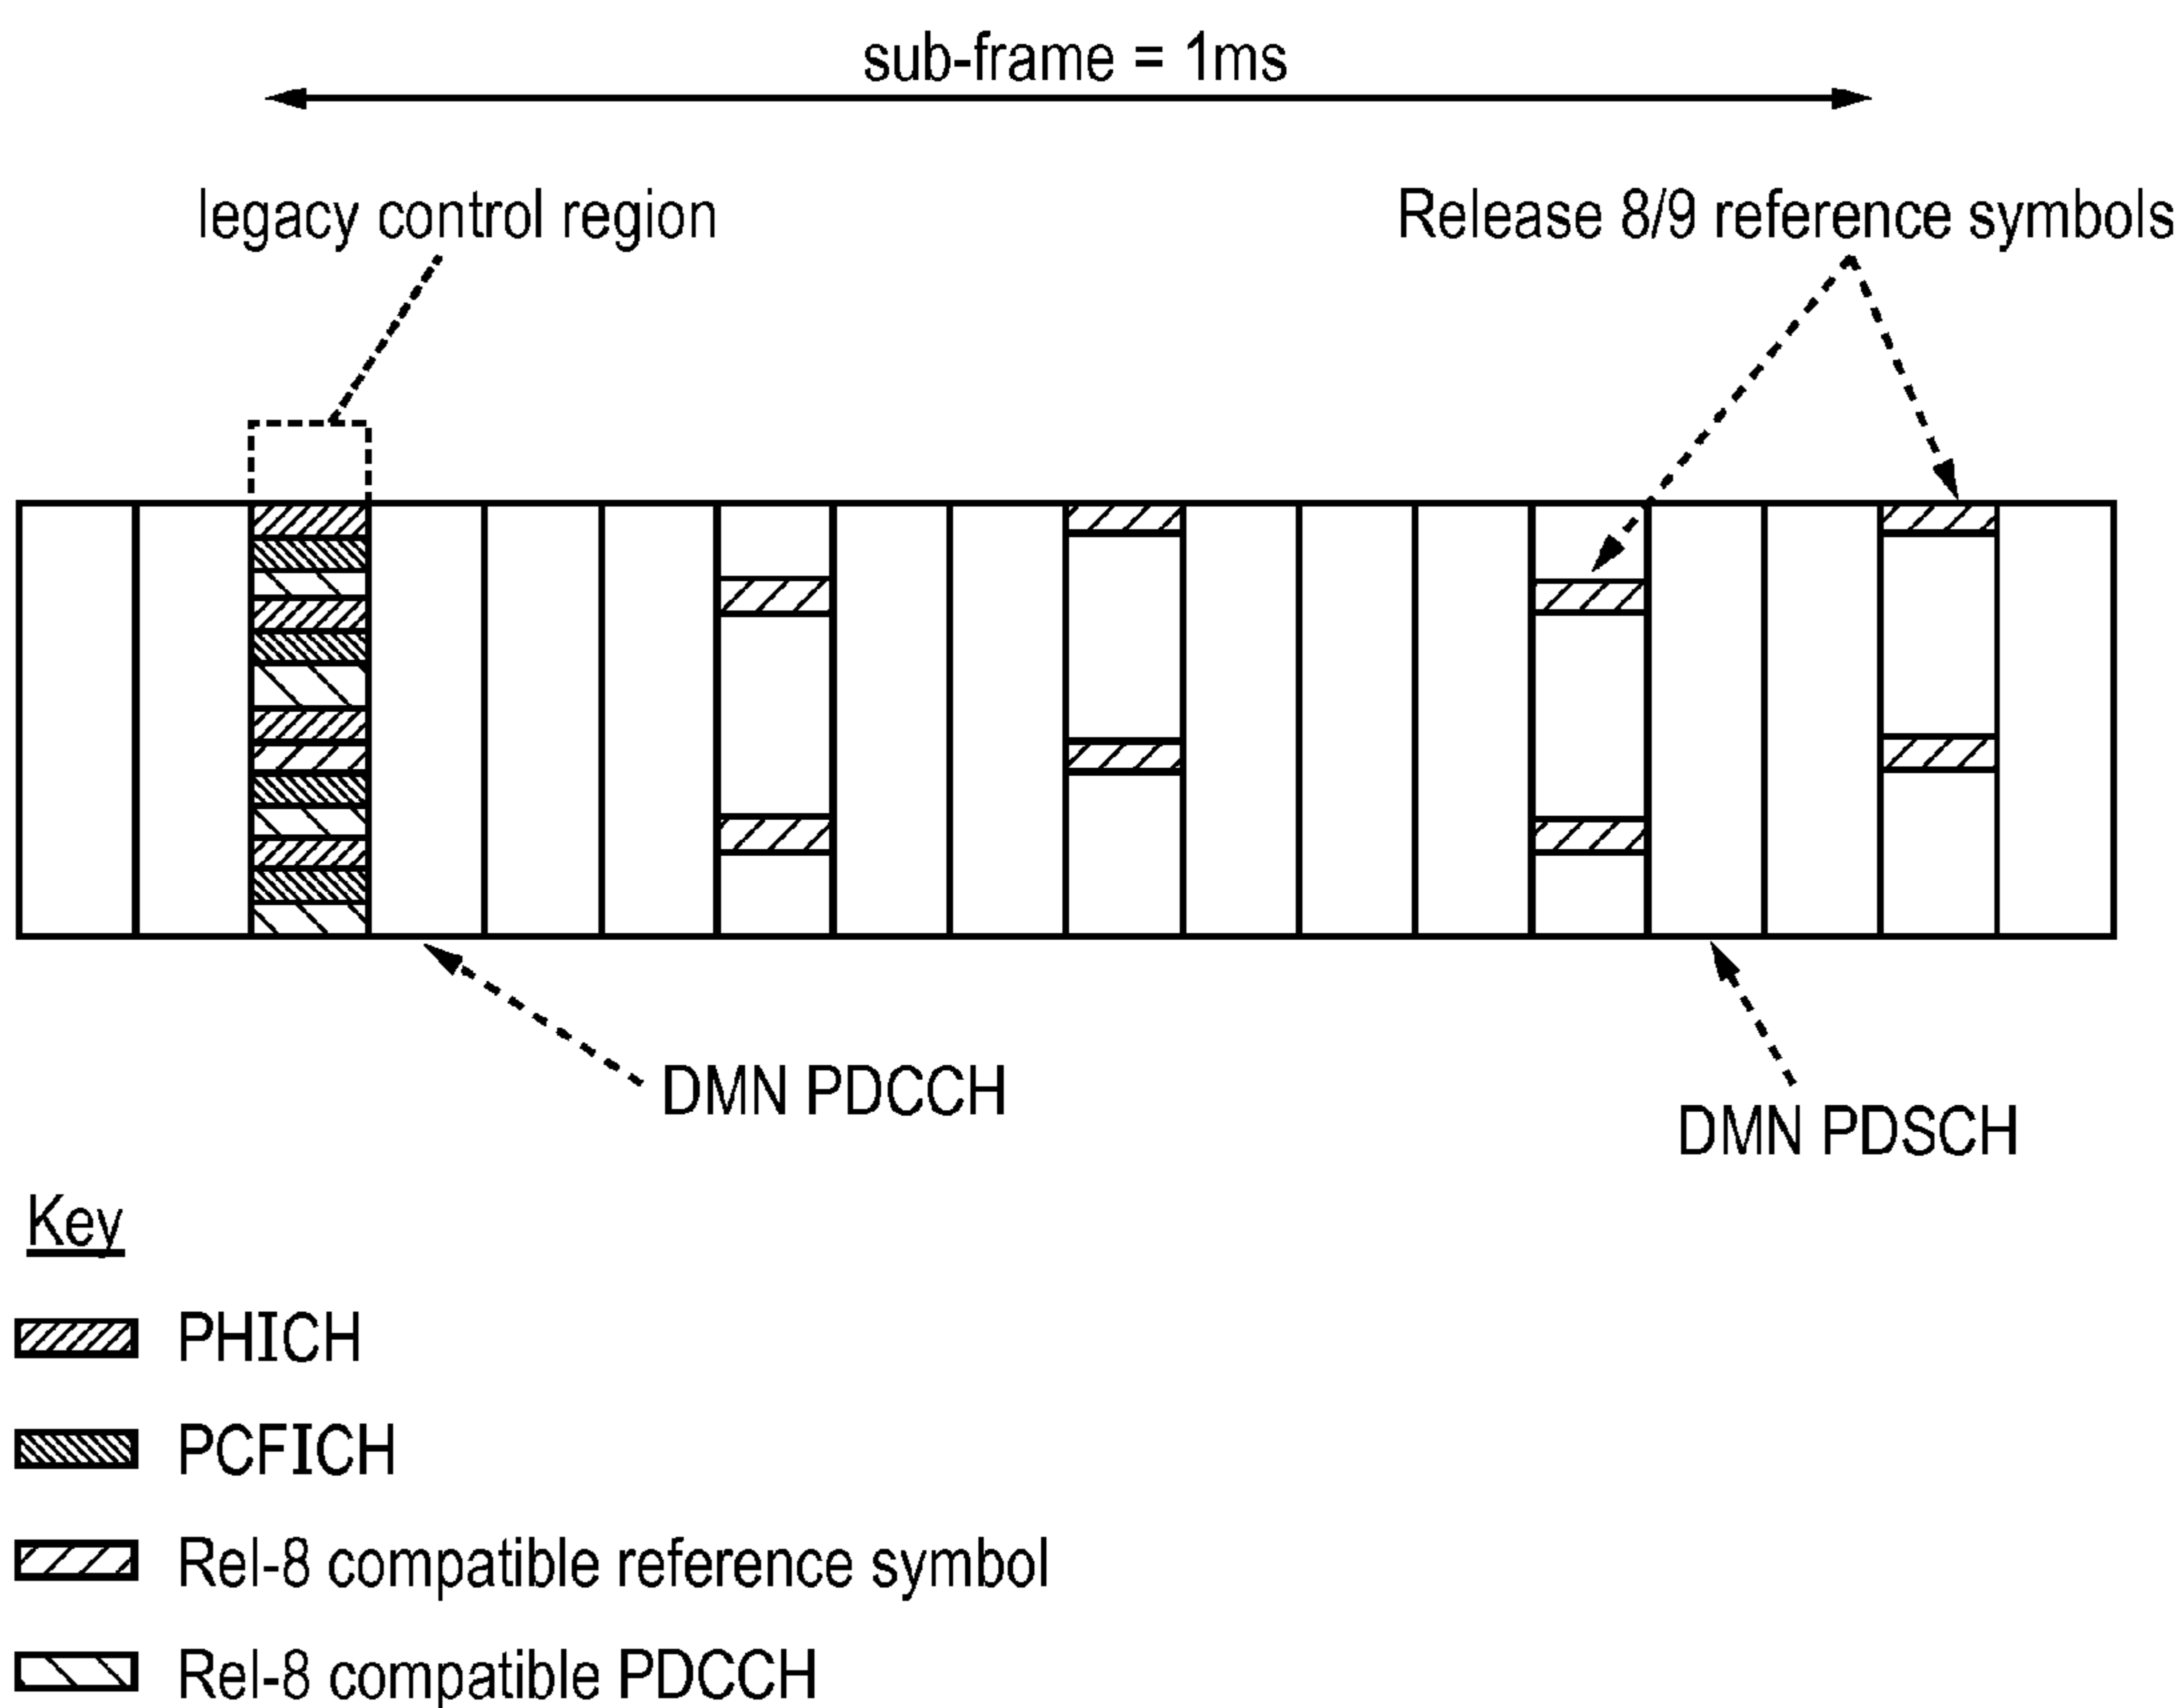 sub-frame = 1ms
legacy control region
Release 8/9 reference symbols
DMN PDCCH
DMN PDSCH
Key
PHICH
PCFICH
Rel-8 compatible reference symbol
Rel-8 compatible PDCCH